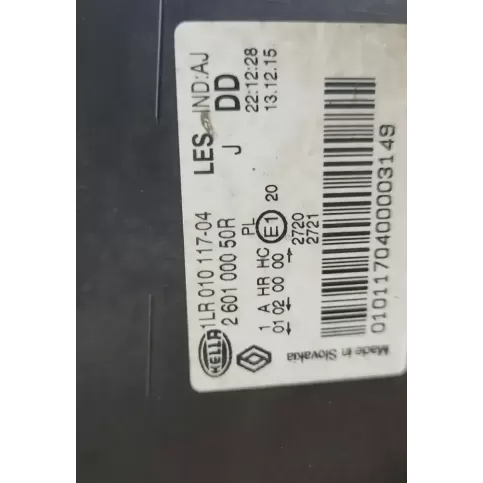 HELLA
1LR 010 117-04
2 601 000 50R
LES IND:AJ
J DD
22:12:28
13.12.15
1 A HR HC PL
01 02 00 00
E1
20
2720
2721
01011704000003149
Made in Slovakia